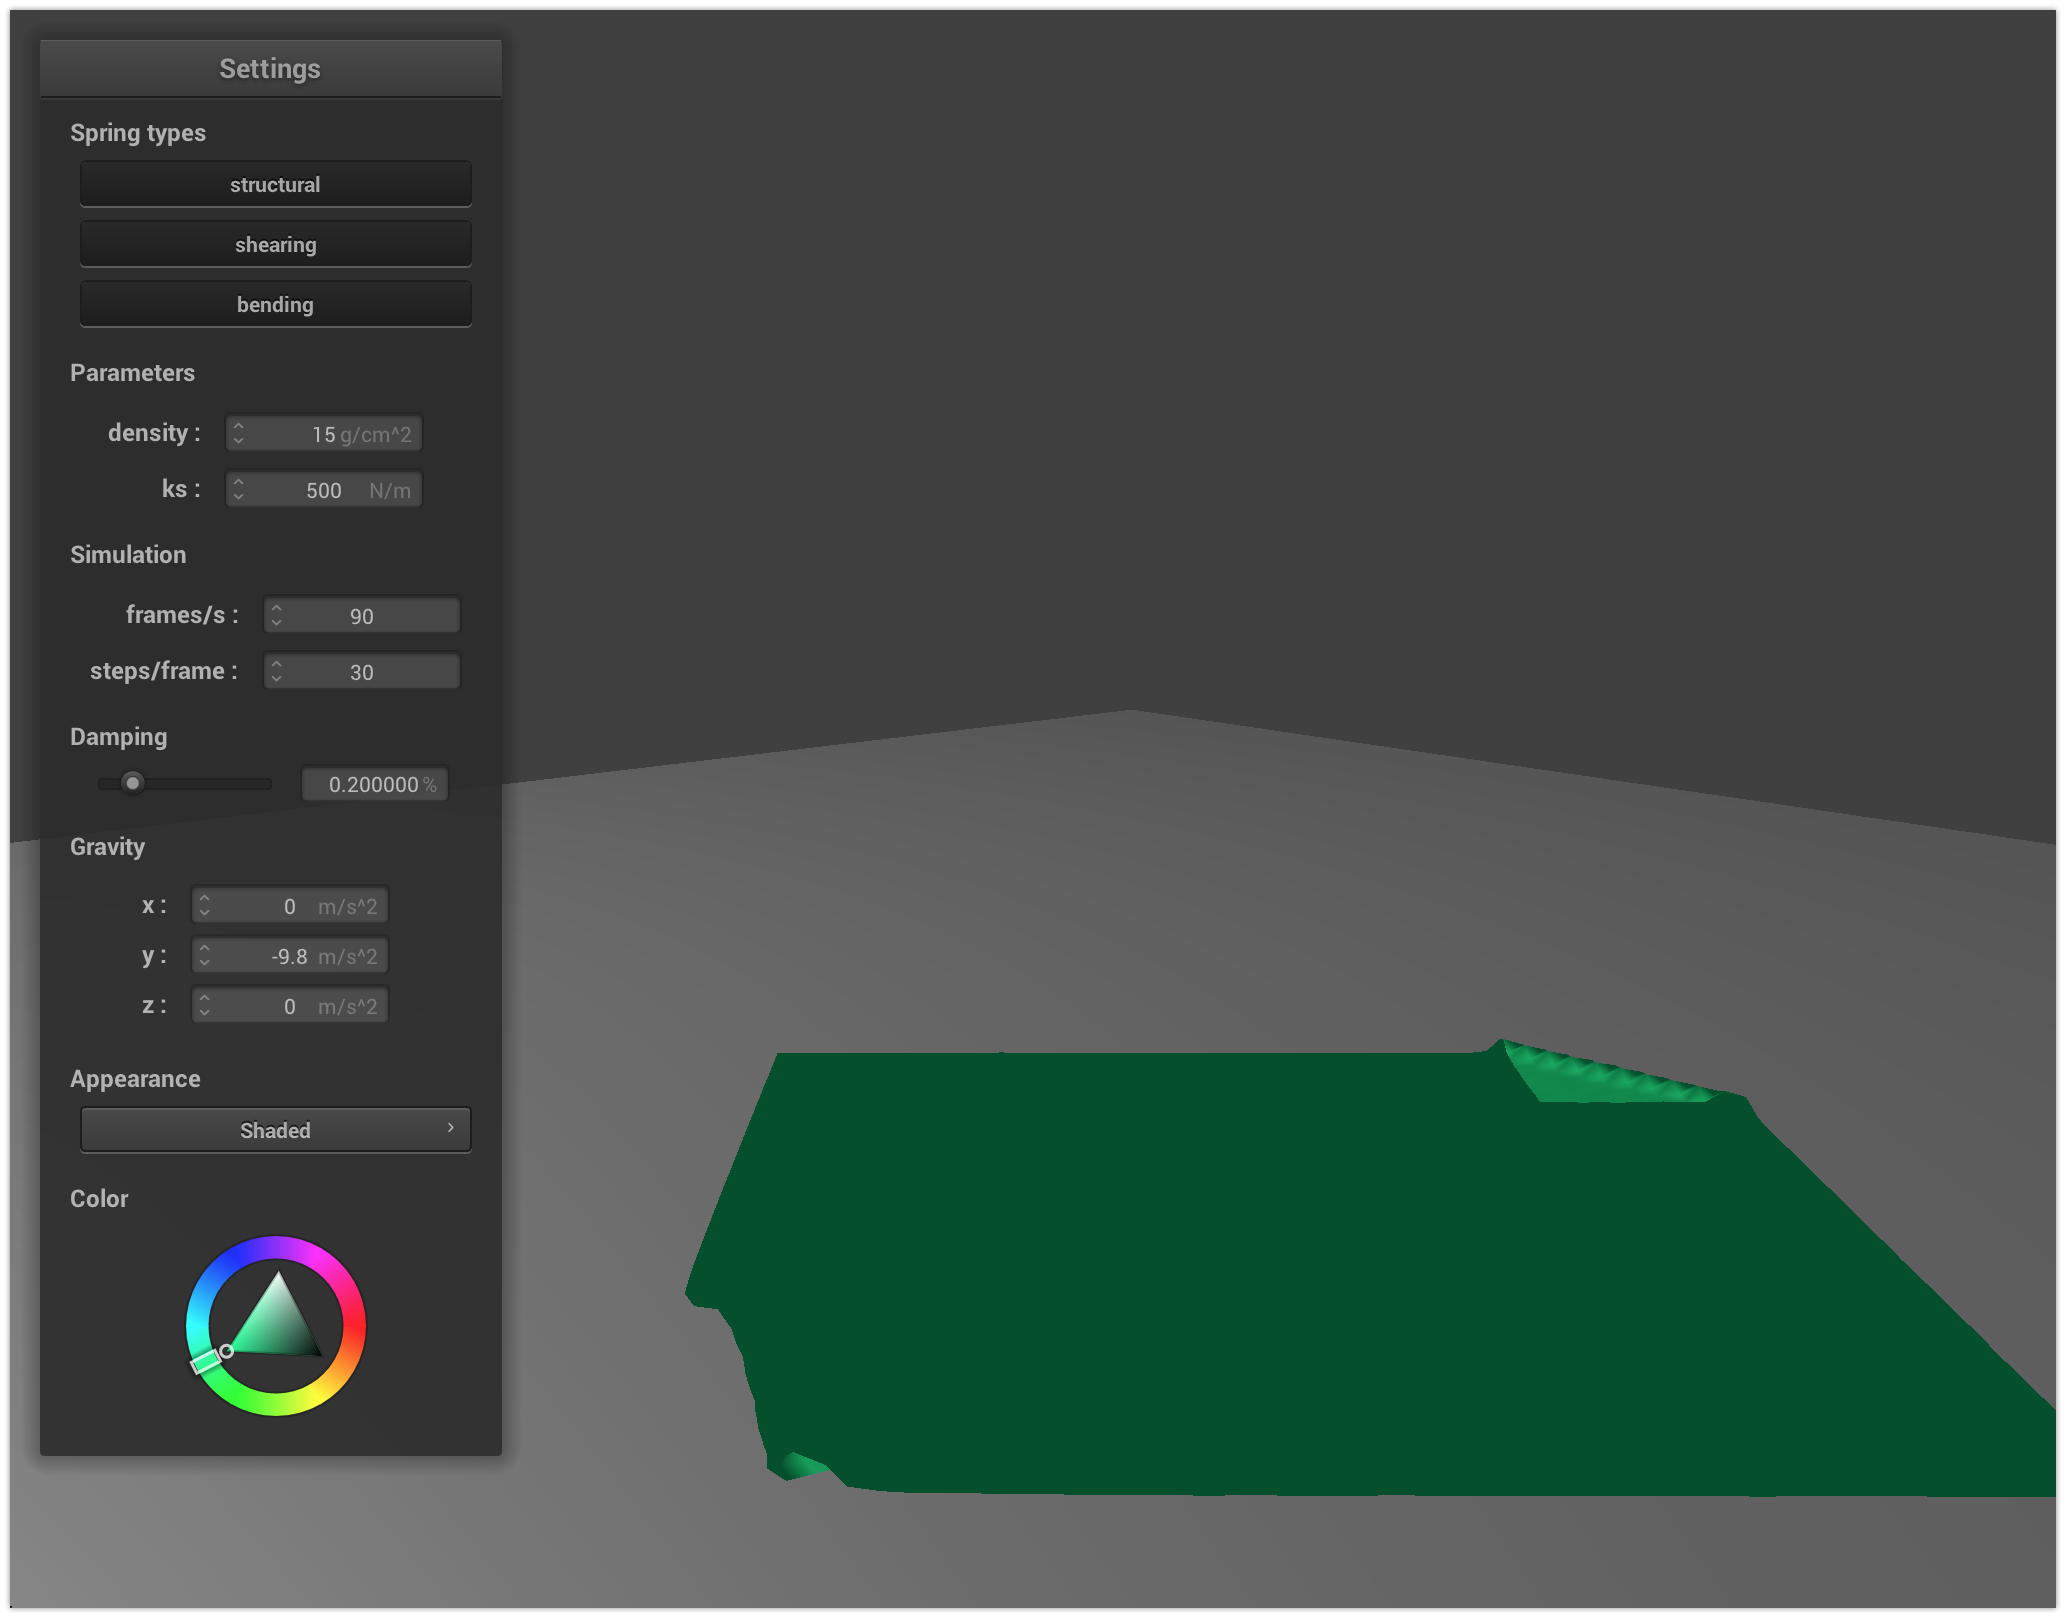 Settings
Spring types
structural
shearing
bending
Parameters
density : 15 g/cm^2
ks : 500 N/m
Simulation
frames/s : 90
steps/frame : 30
Damping
0.200000 %
Gravity
x : 0 m/s^2
y : -9.8 m/s^2
z : 0 m/s^2
Appearance
Shaded
Color